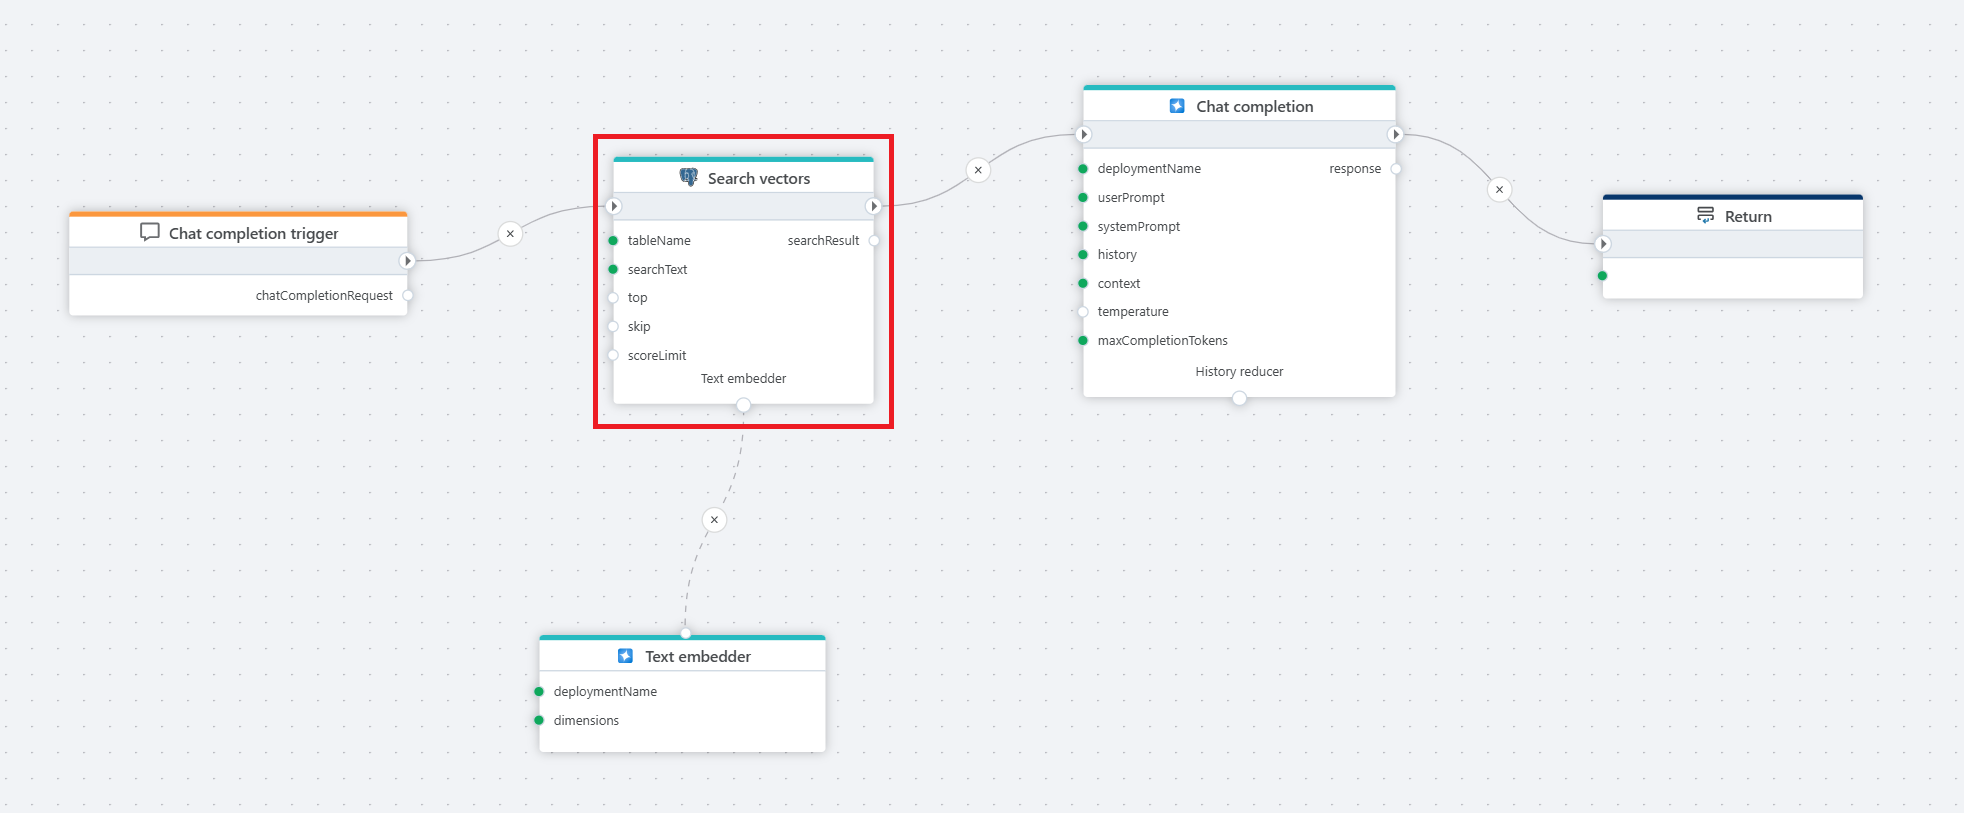 Chat completion trigger
chatCompletionRequest
Search vectors
tableName searchResult
searchText
top
skip
scoreLimit
Text embedder
Text embedder
deploymentName
dimensions
Chat completion
deploymentName response
userPrompt
systemPrompt
history
context
temperature
maxCompletionTokens
History reducer
Return